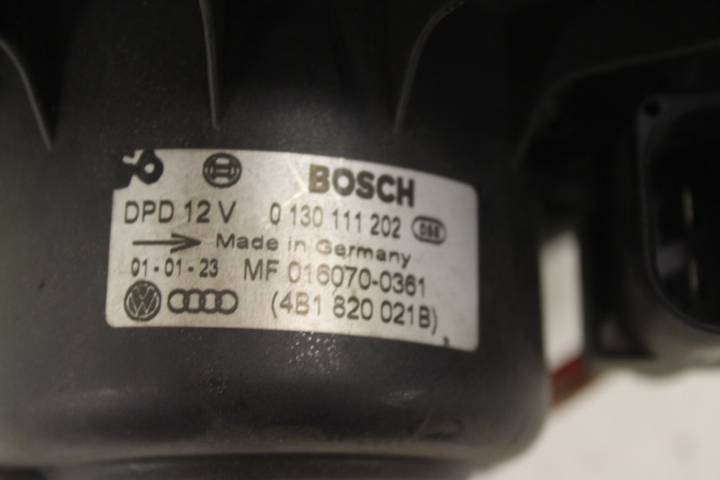 BOSCH
DPD 12 V 0 130 111 202
Made in Germany
01-01-23 MF 016070-0361
(4B1 820 021B)